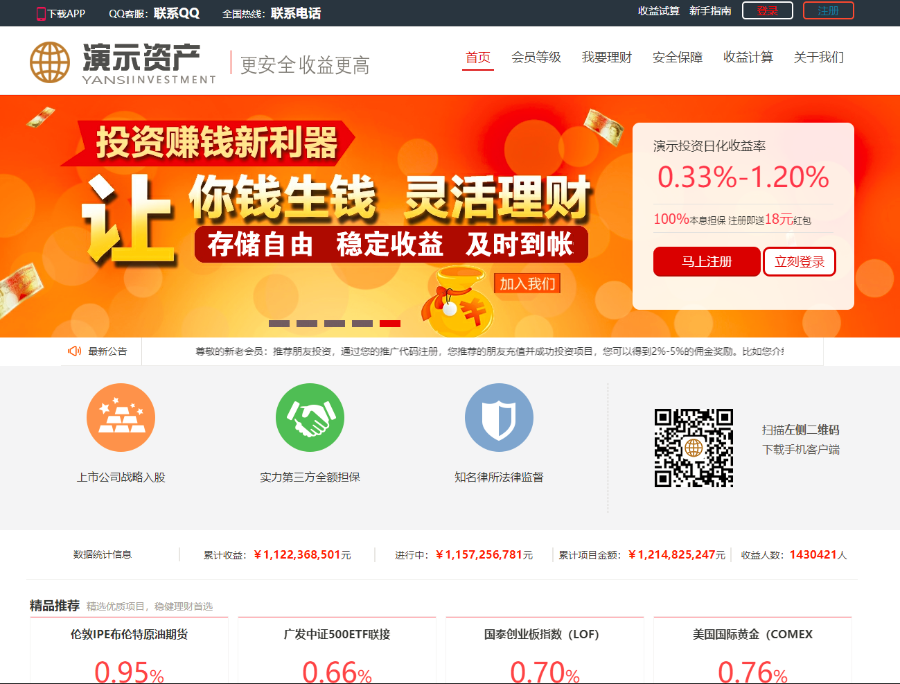 下载APP QQ客服：联系QQ 全国热线：联系电话 收益试算 新手指南 登录 注册
演示资产
YANSIINVESTMENT
更安全 收益更高
首页 会员等级 我要理财 安全保障 收益计算 关于我们
投资赚钱新利器
让 你钱生钱 灵活理财
存储自由 稳定收益 及时到帐
加入我们
演示投资日化收益率
0.33%-1.20%
100%本息担保 注册即送18元红包
马上注册 立刻登录
最新公告 尊敬的新老会员：推荐朋友投资，通过您的推广代码注册，您推荐的朋友充值并成功投资项目，您可以得到2%-5%的佣金奖励。比如您介
上市公司战略入股 实力第三方全额担保 知名律所法律监督
扫描左侧二维码
下载手机客户端
数据统计信息 累计收益：￥1,122,368,501元 进行中：￥1,157,256,781元 累计项目金额：￥1,214,825,247元 收益人数：1430421人
精品推荐 精选优质项目，稳健理财首选
伦敦IPE布伦特原油期货 广发中证500ETF联接 国泰创业板指数（LOF） 美国国际黄金（COMEX
0.95% 0.66% 0.70% 0.76%